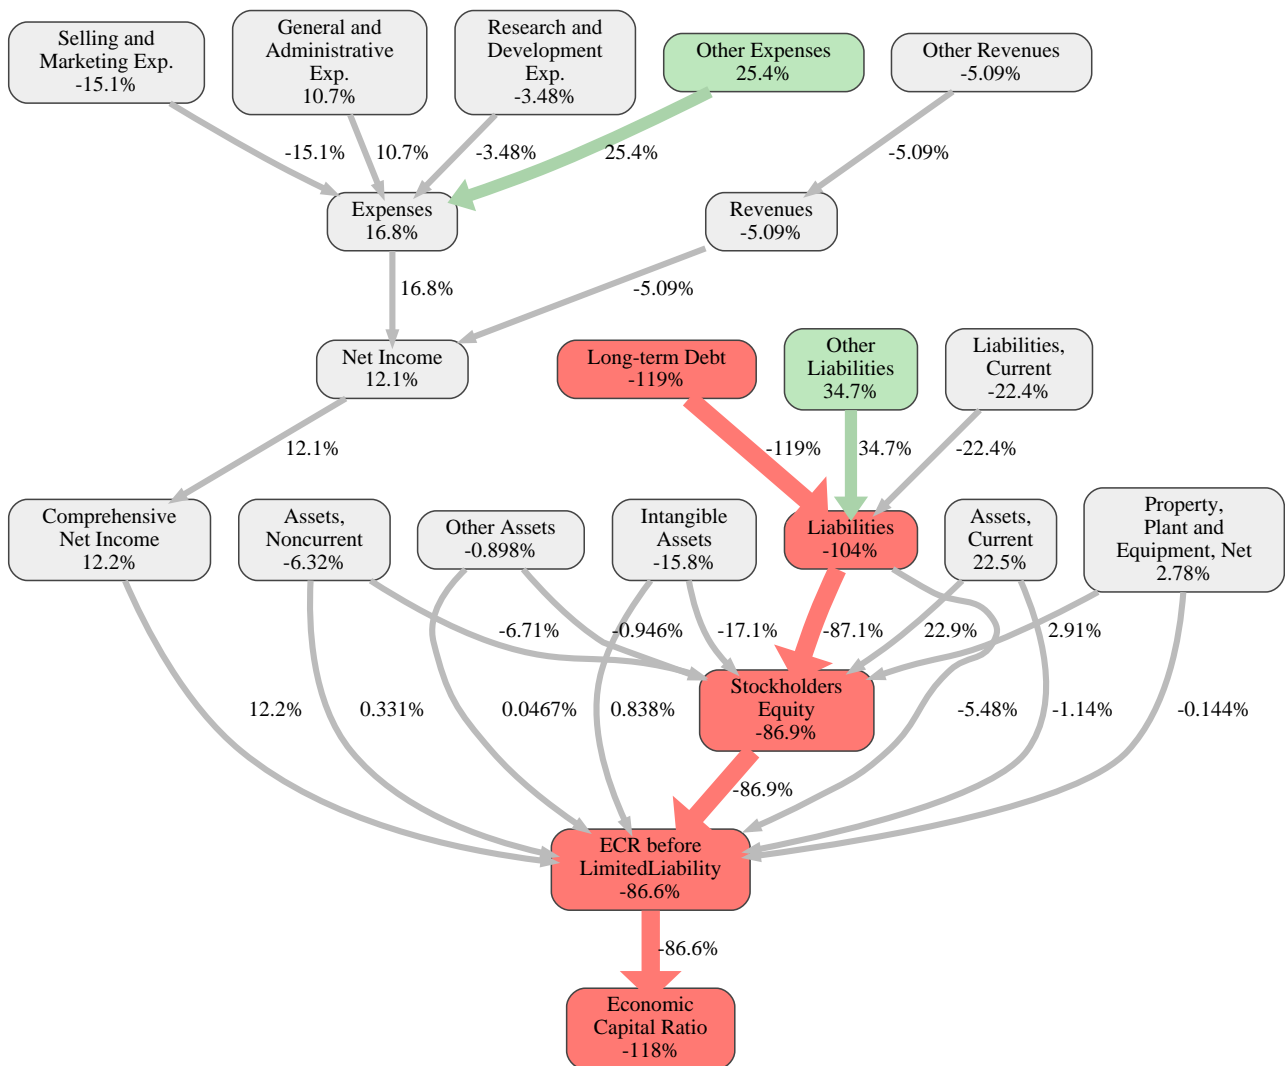 Selling and
Marketing Exp.
-15.1%
General and
Administrative
Exp.
10.7%
Research and
Development
Exp.
-3.48%
Other Expenses
25.4%
Other Revenues
-5.09%
-15.1%
10.7%
-3.48%
25.4%
-5.09%
Expenses
16.8%
Revenues
-5.09%
16.8%
-5.09%
Net Income
12.1%
Long-term Debt
-119%
Other
Liabilities
34.7%
Liabilities,
Current
-22.4%
12.1%
-119%
34.7%
-22.4%
Comprehensive
Net Income
12.2%
Assets,
Noncurrent
-6.32%
Other Assets
-0.898%
Intangible
Assets
-15.8%
Liabilities
-104%
Assets,
Current
22.5%
Property,
Plant and
Equipment, Net
2.78%
-6.71%
-0.946%
-17.1%
-87.1%
22.9%
2.91%
Stockholders
Equity
-86.9%
12.2%
0.331%
0.0467%
0.838%
-5.48%
-1.14%
-0.144%
-86.9%
ECR before
LimitedLiability
-86.6%
-86.6%
Economic
Capital Ratio
-118%